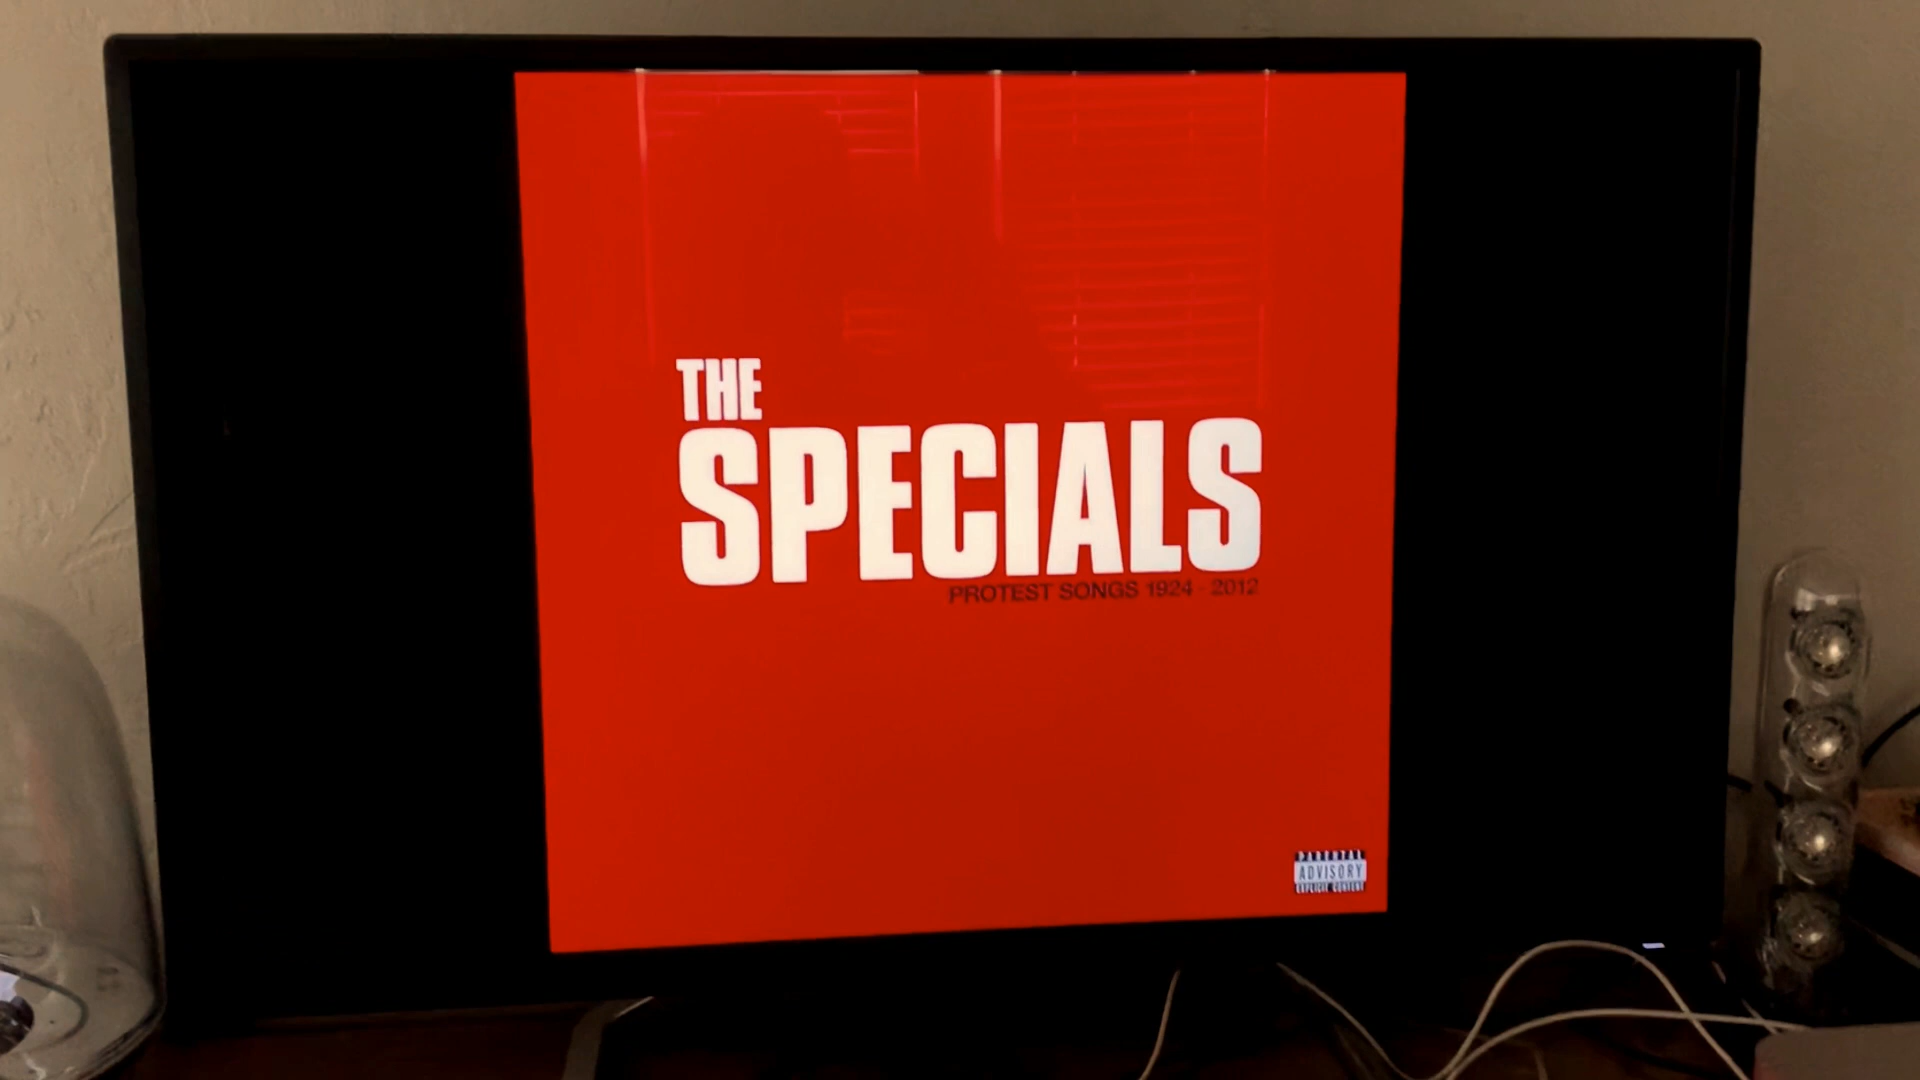 THE
SPECIALS
PROTEST SONGS 1924 - 2012
PARENTAL
ADVISORY
EXPLICIT CONTENT